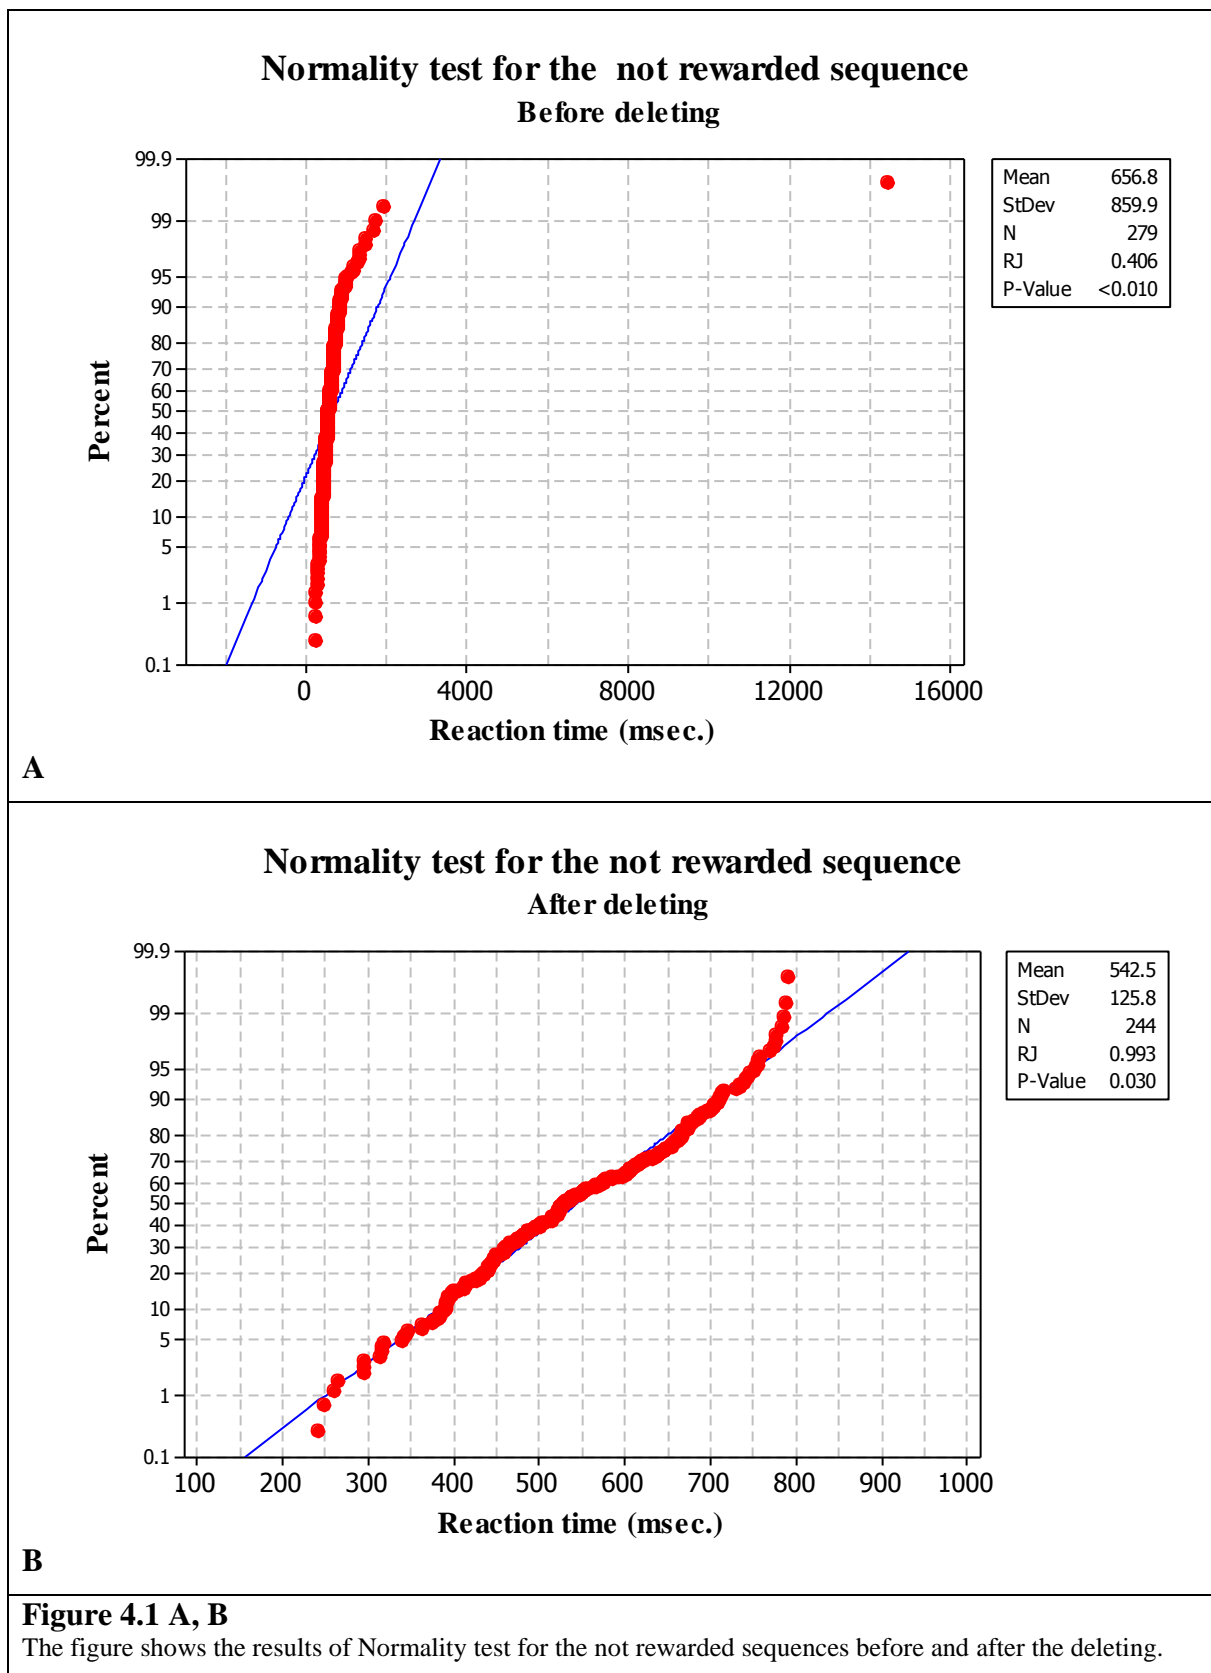 Normality test for the not rewarded sequence
Before deleting
99.9
99
95
90
80
70
60
50
40
30
20
10
5
1
0.1
Percent
0 4000 8000 12000 16000
Reaction time (msec.)
Mean 656.8
StDev 859.9
N 279
RJ 0.406
P-Value <0.010
A
Normality test for the not rewarded sequence
After deleting
99.9
99
95
90
80
70
60
50
40
30
20
10
5
1
0.1
Percent
100 200 300 400 500 600 700 800 900 1000
Reaction time (msec.)
Mean 542.5
StDev 125.8
N 244
RJ 0.993
P-Value 0.030
B
Figure 4.1 A, B
The figure shows the results of Normality test for the not rewarded sequences before and after the deleting.